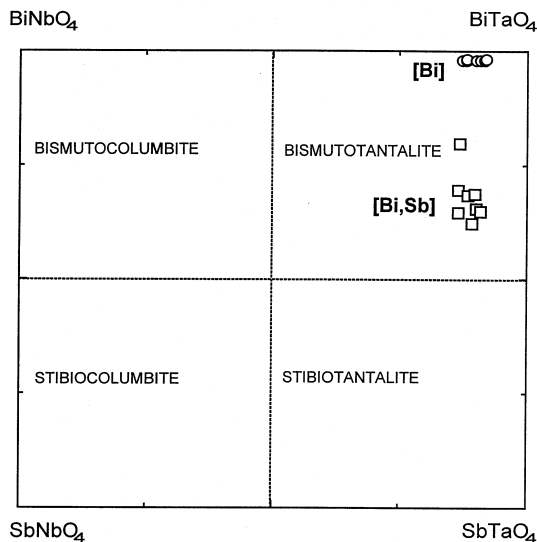 BiNbO₄ BiTaO₄
[Bi]
BISMUTOCOLUMBITE BISMUTOTANTALITE
[Bi,Sb]
STIBIOCOLUMBITE STIBIOTANTALITE
SbNbO₄ SbTaO₄